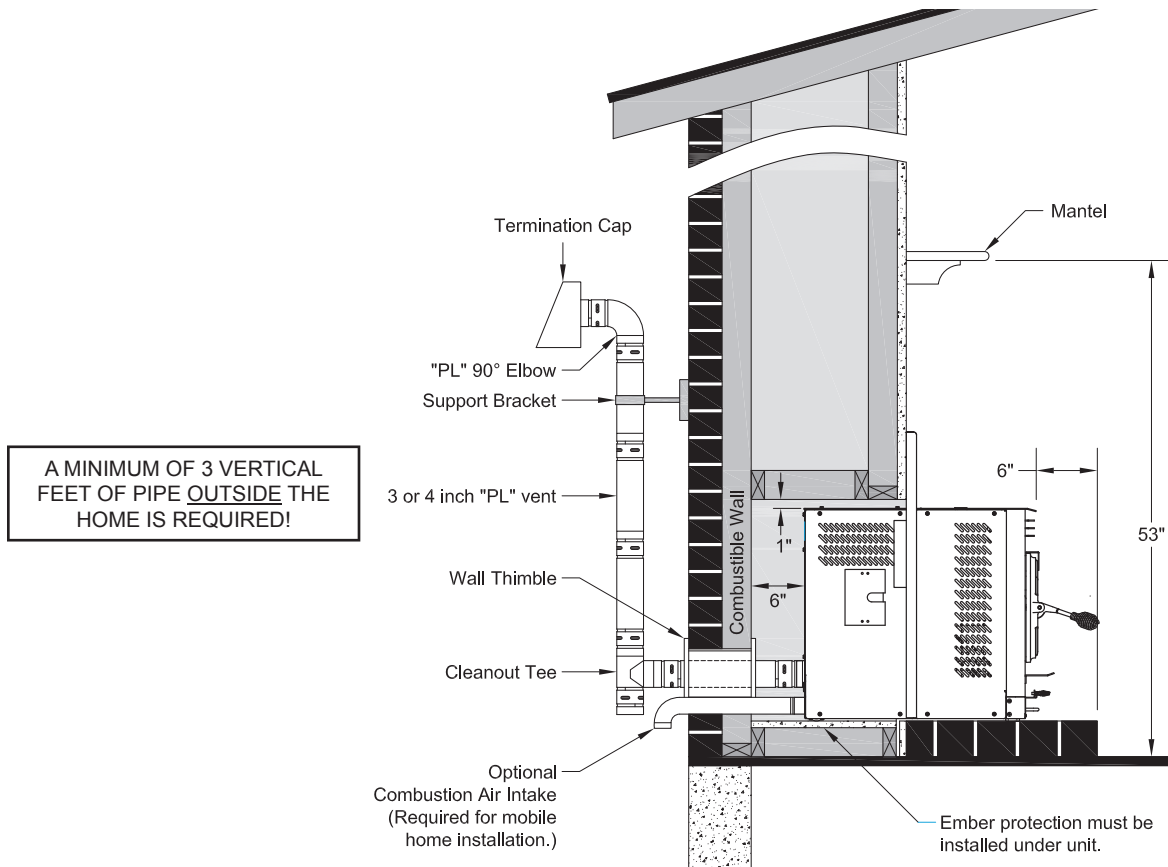 Mantel
Termination Cap
"PL" 90° Elbow
Support Bracket
A MINIMUM OF 3 VERTICAL
FEET OF PIPE OUTSIDE THE
HOME IS REQUIRED!
3 or 4 inch "PL" vent
6"
53"
1"
Combustible Wall
Wall Thimble
6"
Cleanout Tee
Optional
Combustion Air Intake
(Required for mobile
home installation.)
Ember protection must be
installed under unit.